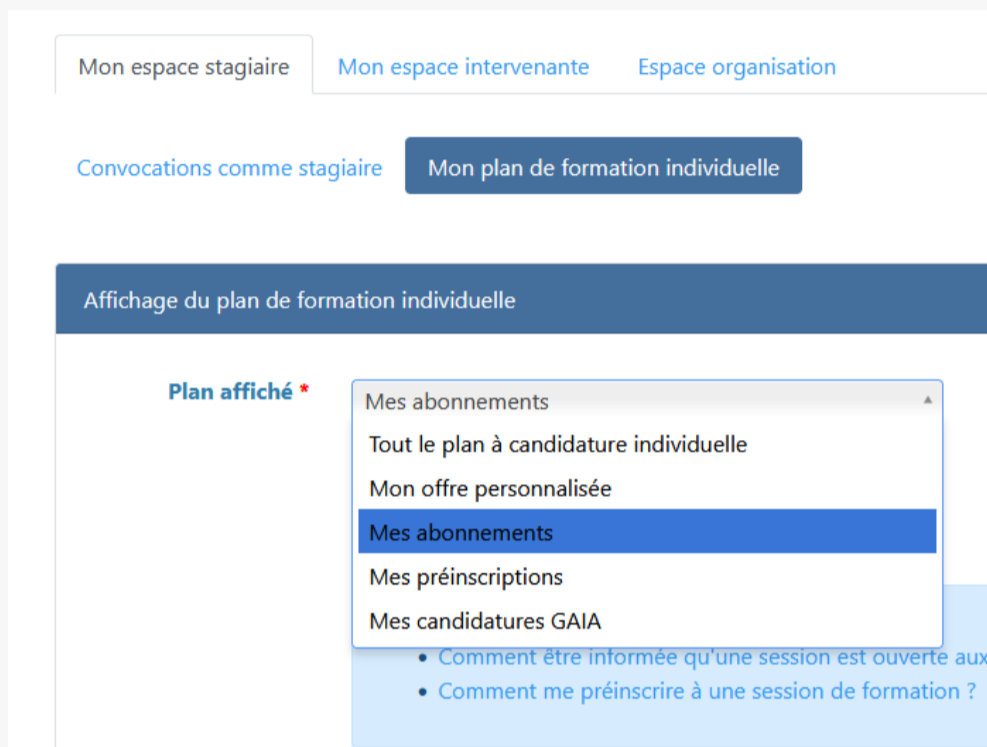 Mon espace stagiaire Mon espace intervenante Espace organisation
Convocations comme stagiaire Mon plan de formation individuelle
Affichage du plan de formation individuelle
Plan affiché * Mes abonnements
Tout le plan à candidature individuelle
Mon offre personnalisée
Mes abonnements
Mes préinscriptions
Mes candidatures GAIA
• Comment être informée qu'une session est ouverte aux
• Comment me préinscrire à une session de formation ?